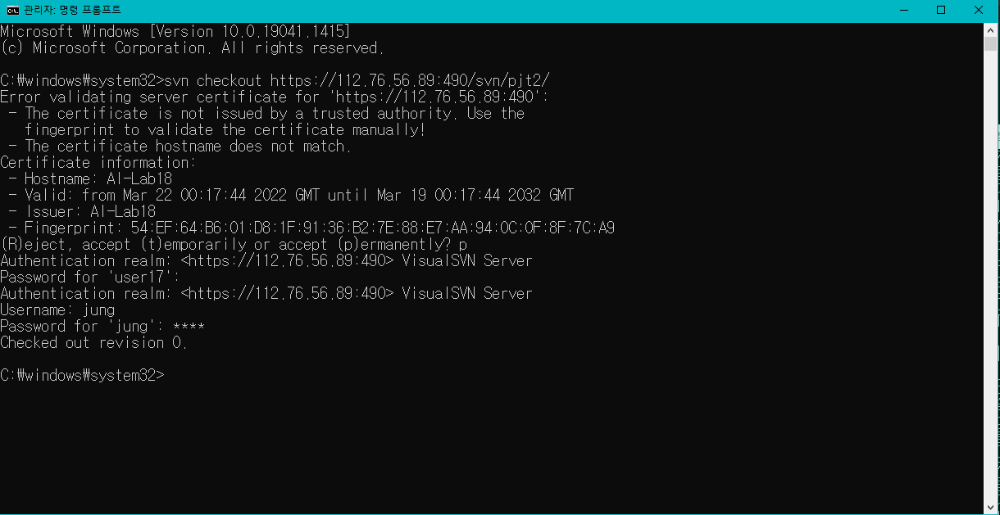 관리자: 명령 프롬프트
Microsoft Windows [Version 10.0.19041.1415]
(c) Microsoft Corporation. All rights reserved.
C:₩windows₩system32>svn checkout https://112.76.56.89:490/svn/pjt2/
Error validating server certificate for 'https://112.76.56.89:490':
 - The certificate is not issued by a trusted authority. Use the
   fingerprint to validate the certificate manually!
 - The certificate hostname does not match.
Certificate information:
 - Hostname: AI-Lab18
 - Valid: from Mar 22 00:17:44 2022 GMT until Mar 19 00:17:44 2032 GMT
 - Issuer: AI-Lab18
 - Fingerprint: 54:EF:64:B6:01:D8:1F:91:36:B2:7E:88:E7:AA:94:0C:0F:8F:7C:A9
(R)eject, accept (t)emporarily or accept (p)ermanently? p
Authentication realm: <https://112.76.56.89:490> VisualSVN Server
Password for 'user17':
Authentication realm: <https://112.76.56.89:490> VisualSVN Server
Username: jung
Password for 'jung': ****
Checked out revision 0.
C:₩windows₩system32>